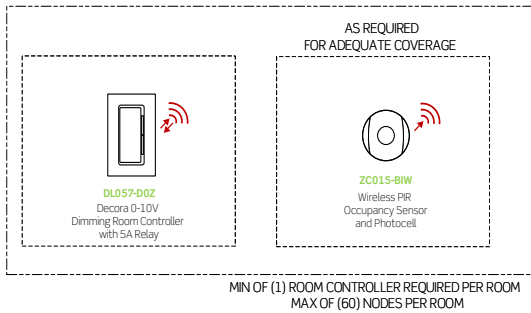 AS REQUIRED
FOR ADEQUATE COVERAGE
DL057-D0Z
Decora 0-10V
Dimming Room Controller
with 5A Relay
ZC015-BIW
Wireless PIR
Occupancy Sensor
and Photocell
MIN OF (1) ROOM CONTROLLER REQUIRED PER ROOM
MAX OF (60) NODES PER ROOM